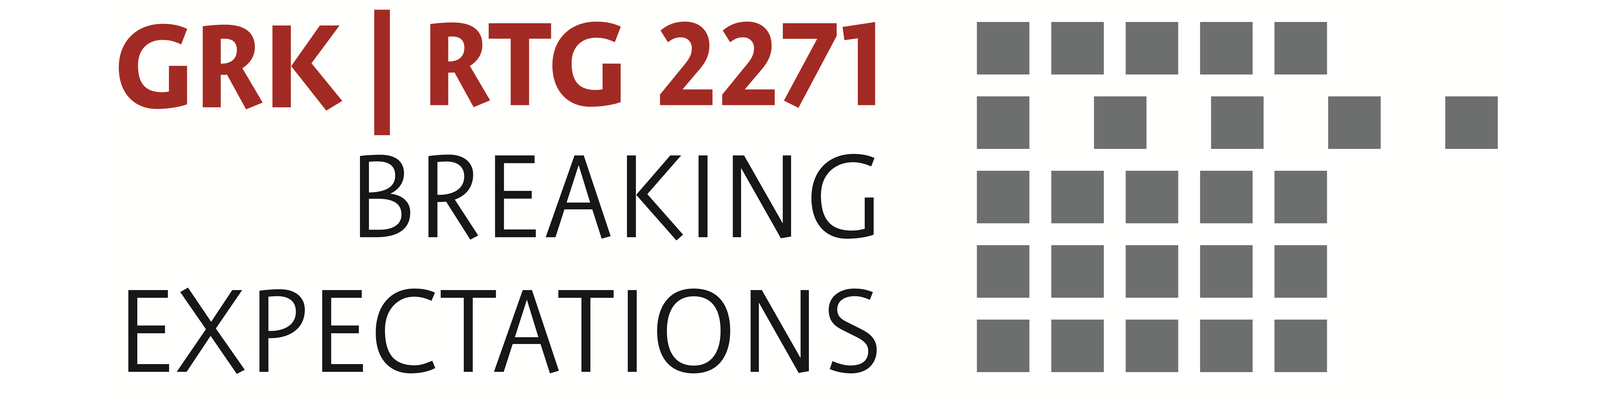 GRK | RTG 2271
BREAKING
EXPECTATIONS